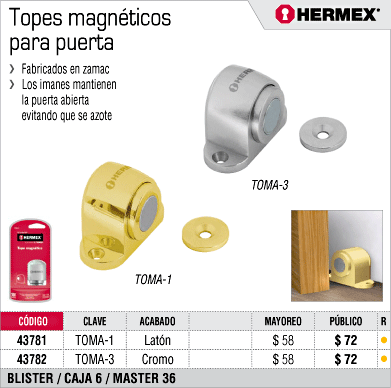 Topes magnéticos
para puerta
HERMEX®
❯ Fabricados en zamac
❯ Los imanes mantienen
la puerta abierta
evitando que se azote
HERMEX
TOMA-3
TOMA-1
HERMEX
Tope magnético
CÓDIGO CLAVE ACABADO MAYOREO PÚBLICO R
43781 TOMA-1 Latón $ 58 $ 72
43782 TOMA-3 Cromo $ 58 $ 72
BLISTER / CAJA 6 / MASTER 36